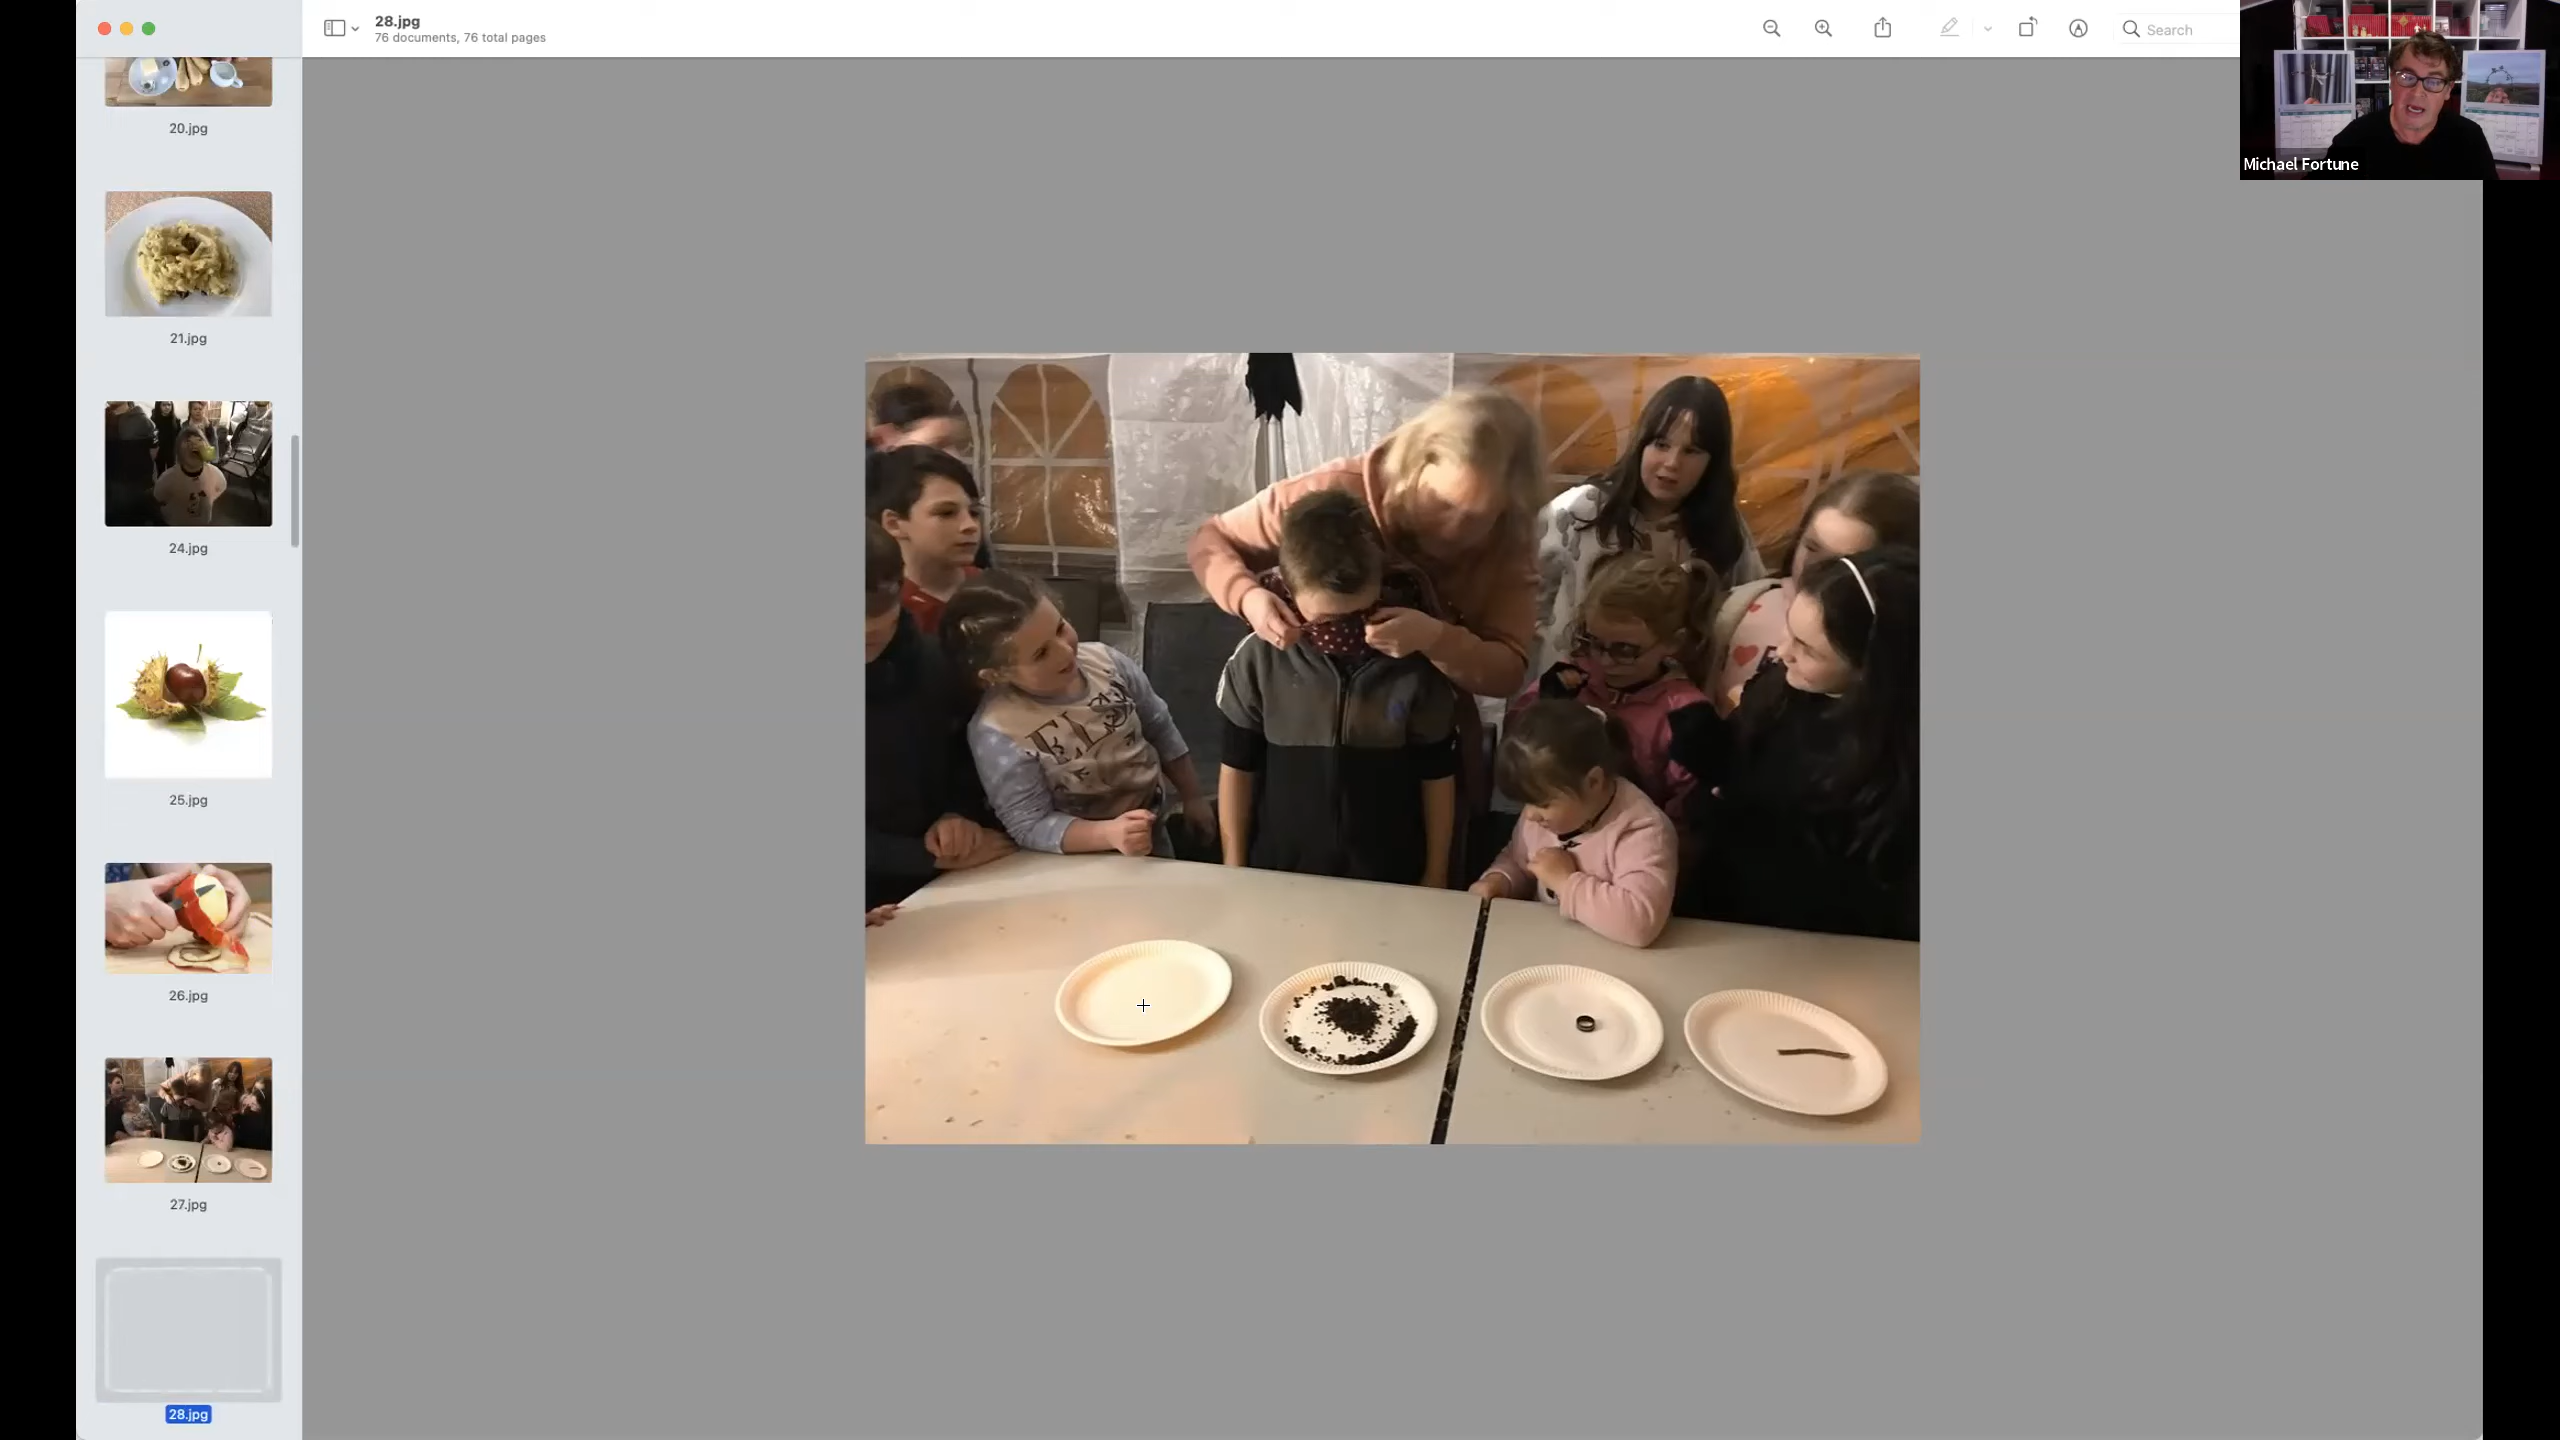 28.jpg
76 documents, 76 total pages
Search
Michael Fortune
20.jpg
21.jpg
24.jpg
25.jpg
26.jpg
27.jpg
28.jpg
ELSA